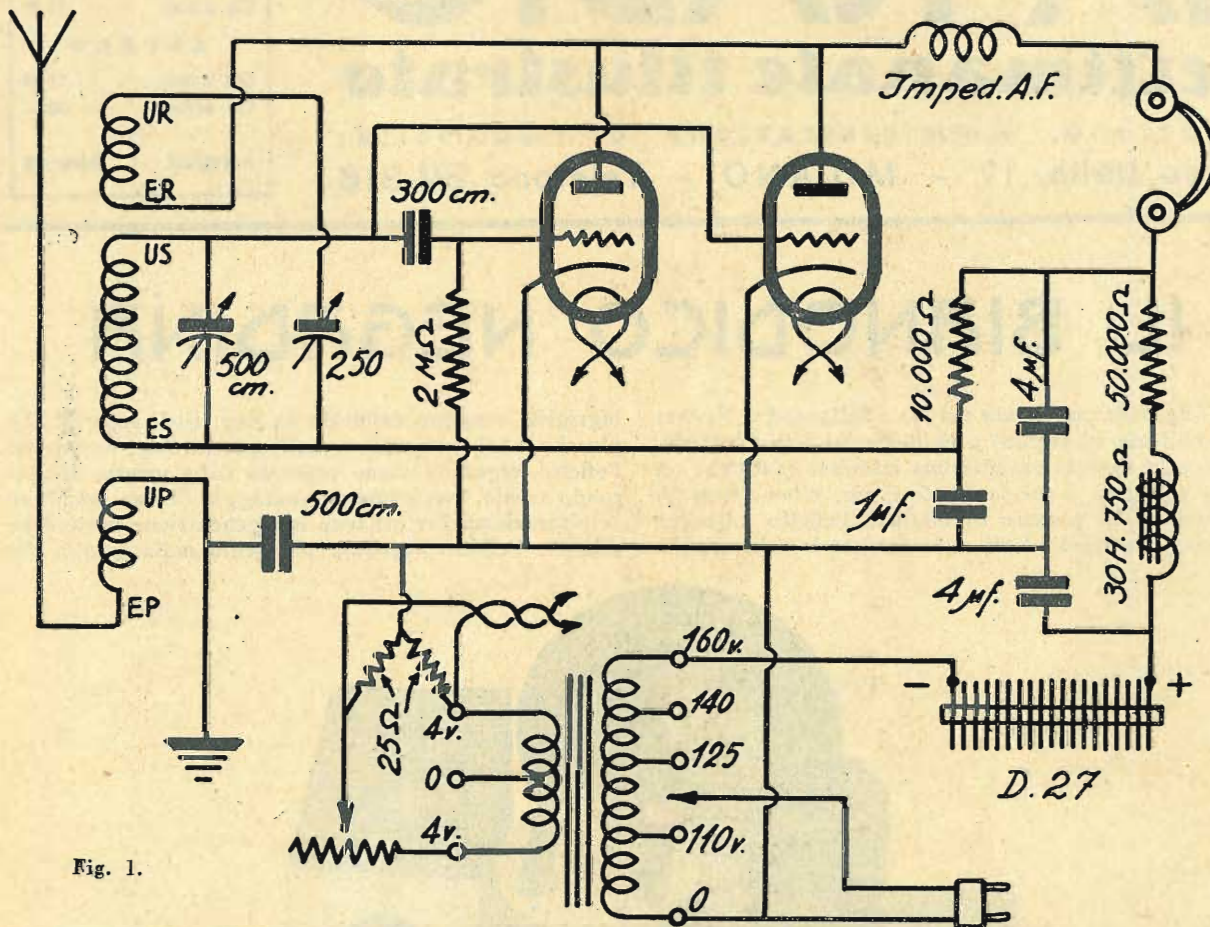 UR
ER
US
ES
UP
EP
300 cm.
500 cm.
250
2 MΩ
500 cm.
Imped. A.F.
10.000 Ω
4 µf.
50.000 Ω
1 µf.
4 µf.
30 H. 750 Ω
25 Ω
4 v.
0
4 v.
160 v.
140
125
110 v.
0
-
+
D. 27
Fig. 1.